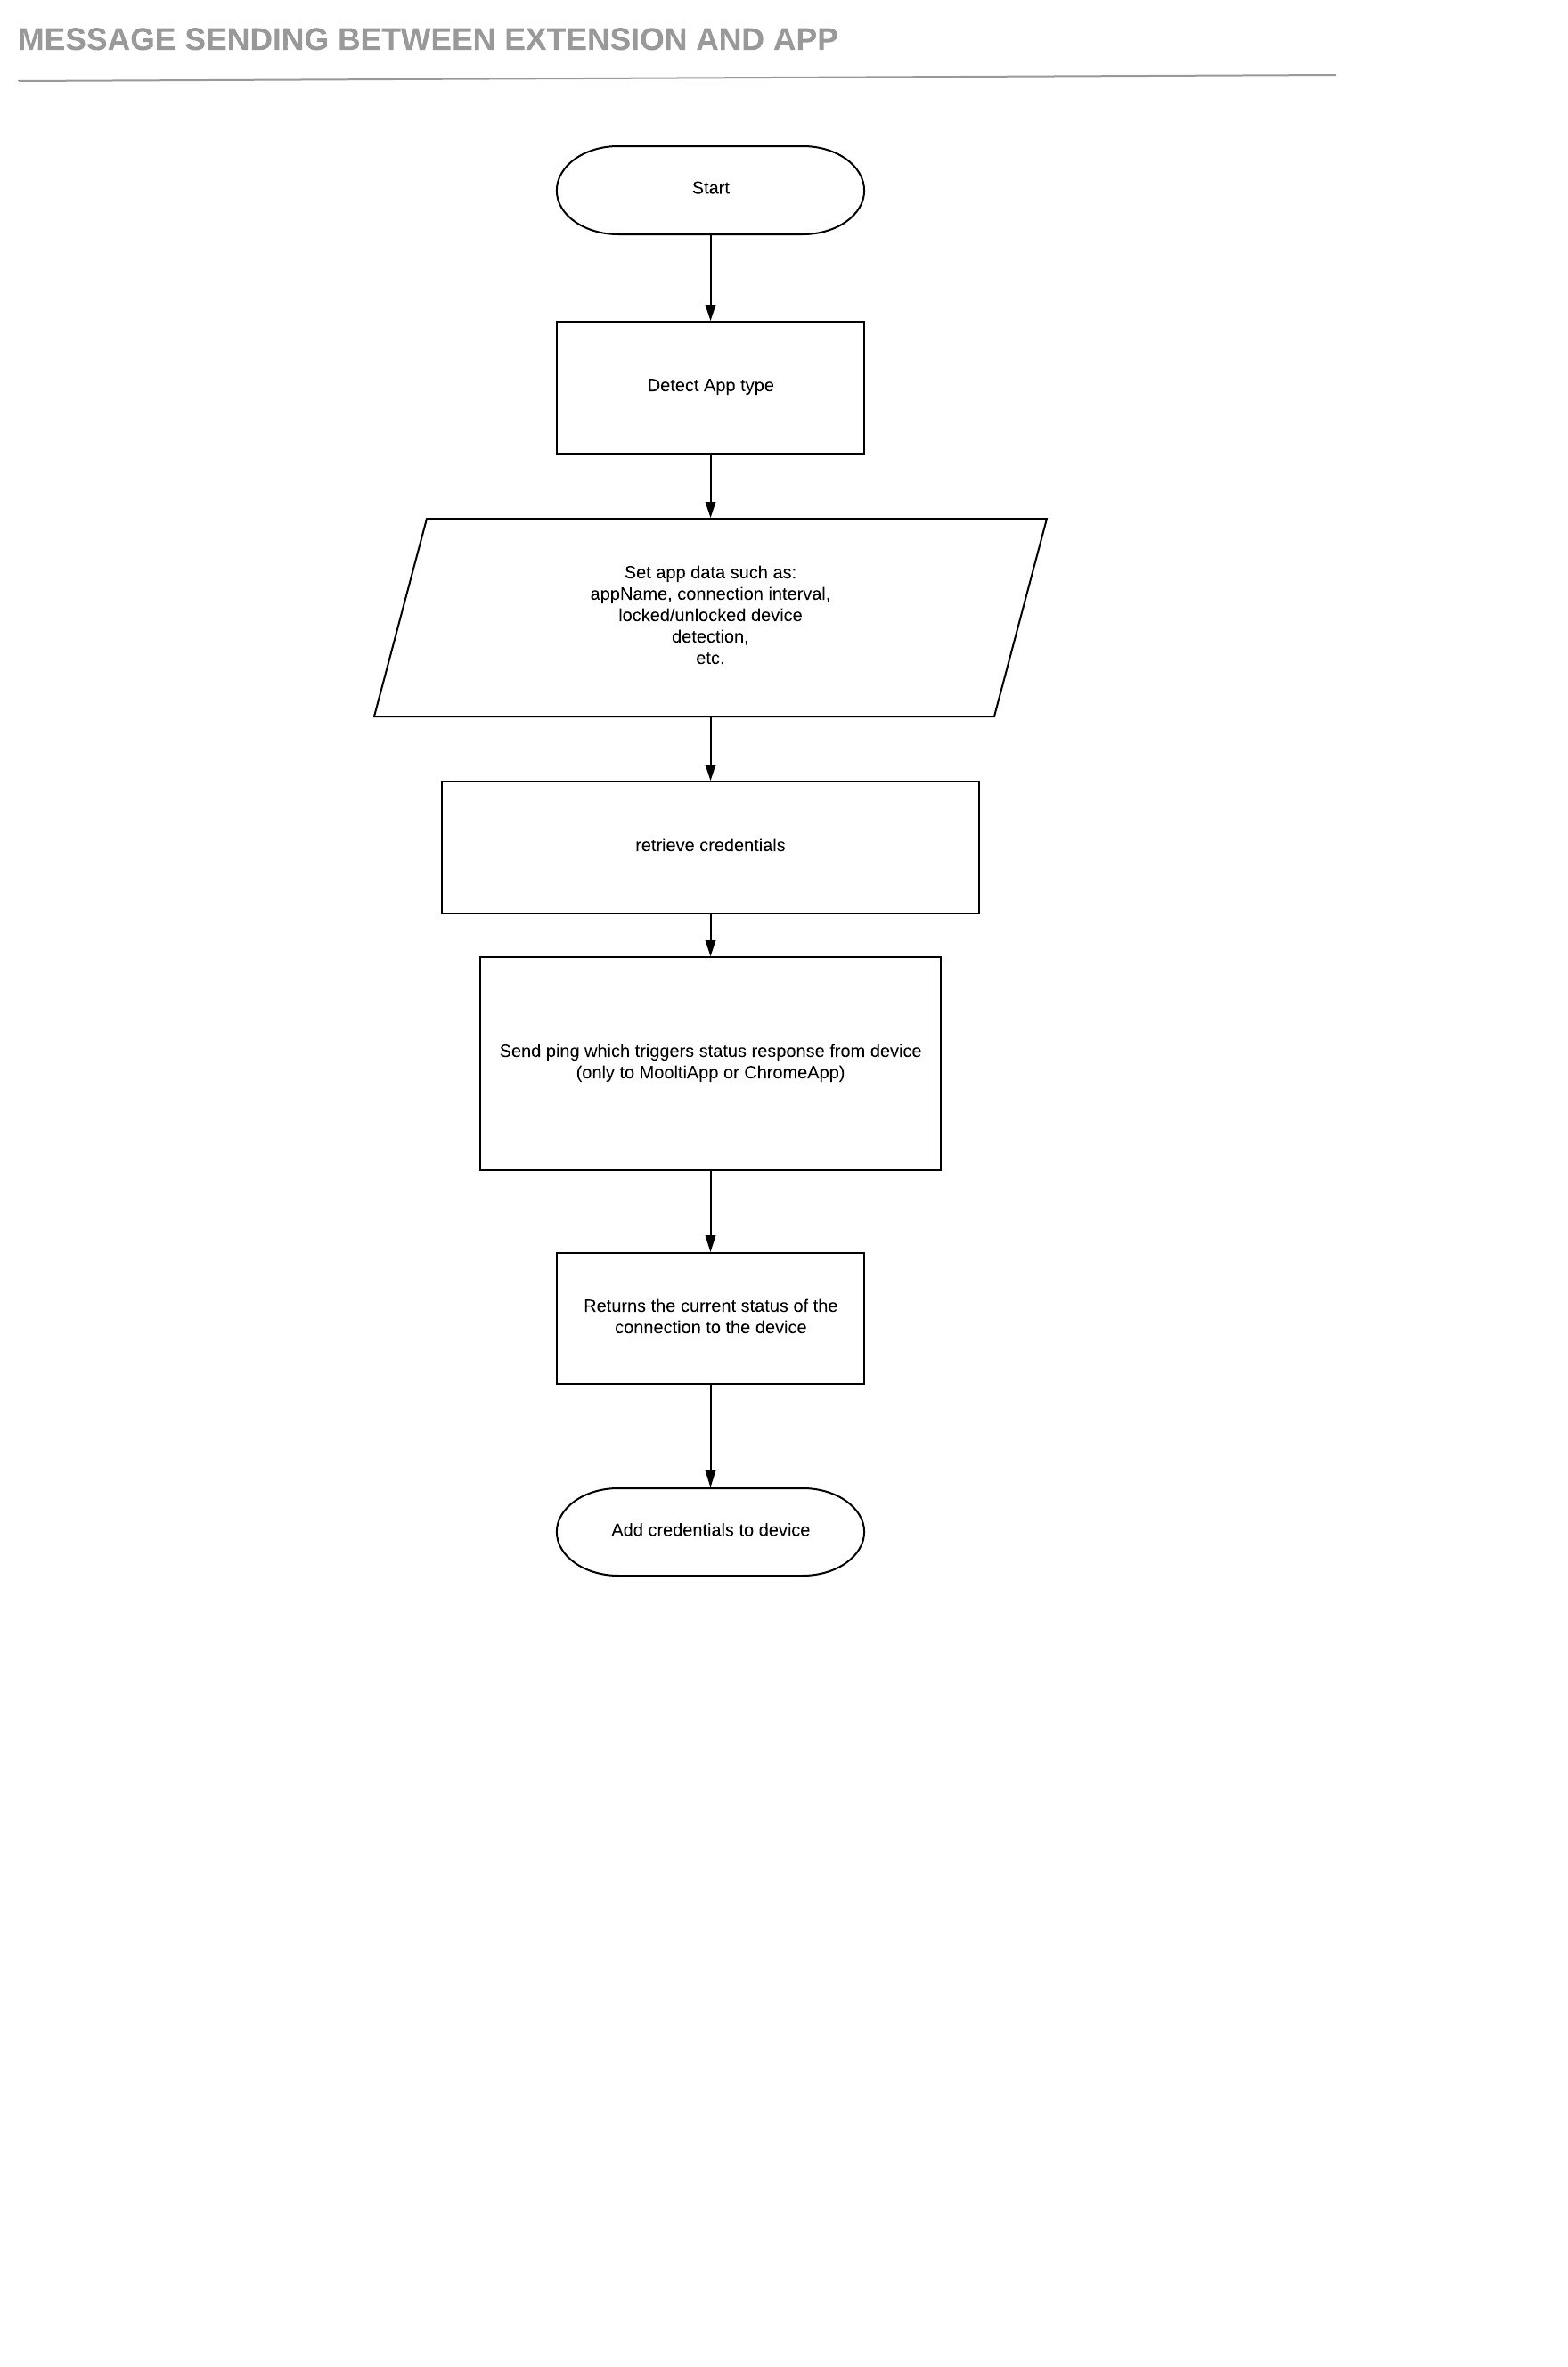 MESSAGE SENDING BETWEEN EXTENSION AND APP
Start
Detect App type
Set app data such as:
appName, connection interval,
locked/unlocked device
detection,
etc.
retrieve credentials
Send ping which triggers status response from device
(only to MooltiApp or ChromeApp)
Returns the current status of the
connection to the device
Add credentials to device